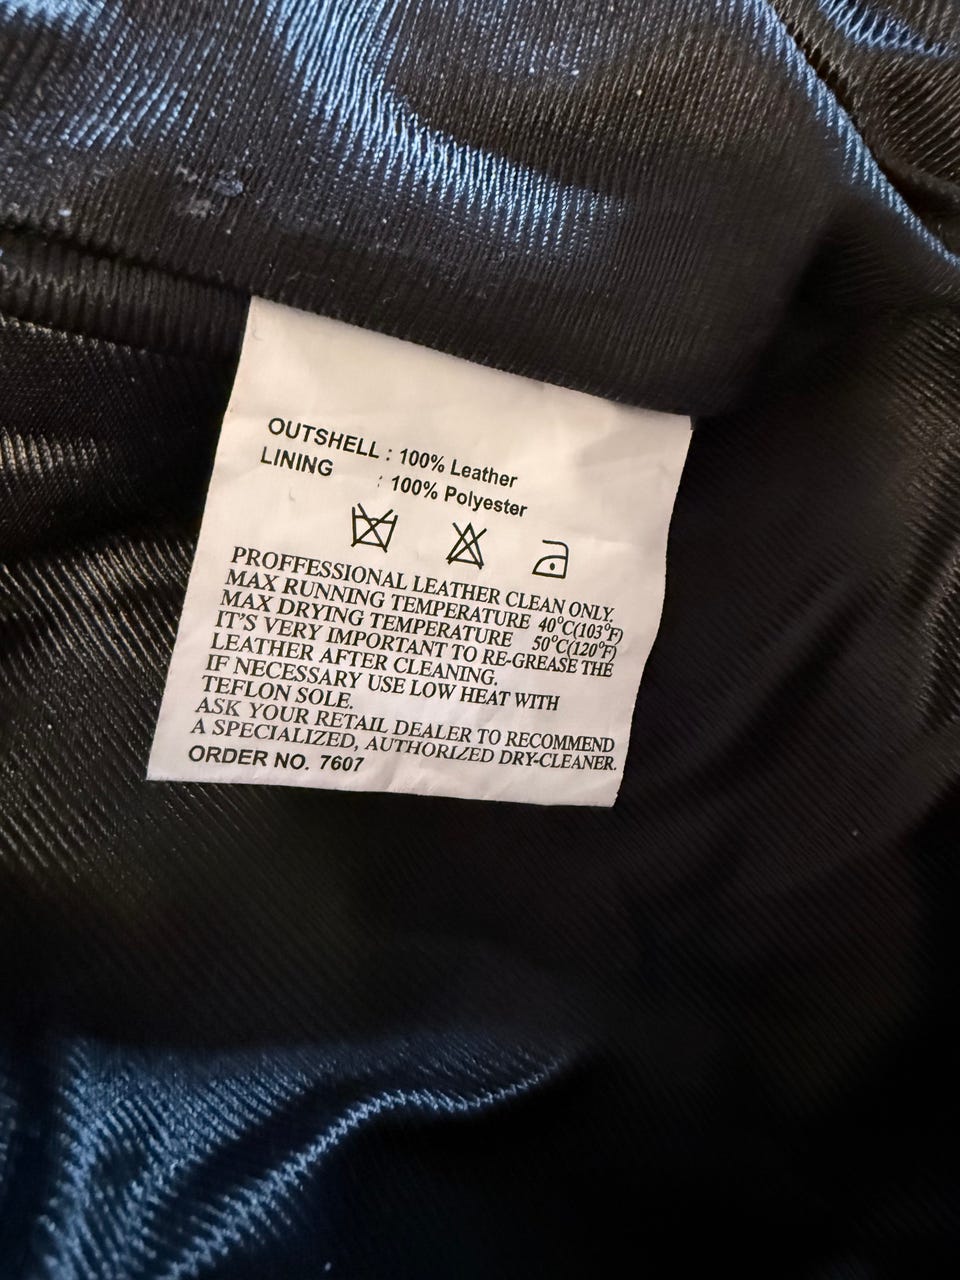 OUTSHELL : 100% Leather
LINING : 100% Polyester
PROFFESSIONAL LEATHER CLEAN ONLY.
MAX RUNNING TEMPERATURE 40°C(103°F)
MAX DRYING TEMPERATURE 50°C(120°F)
IT'S VERY IMPORTANT TO RE-GREASE THE
LEATHER AFTER CLEANING.
IF NECESSARY USE LOW HEAT WITH
TEFLON SOLE.
ASK YOUR RETAIL DEALER TO RECOMMEND
A SPECIALIZED, AUTHORIZED DRY-CLEANER.
ORDER NO. 7607